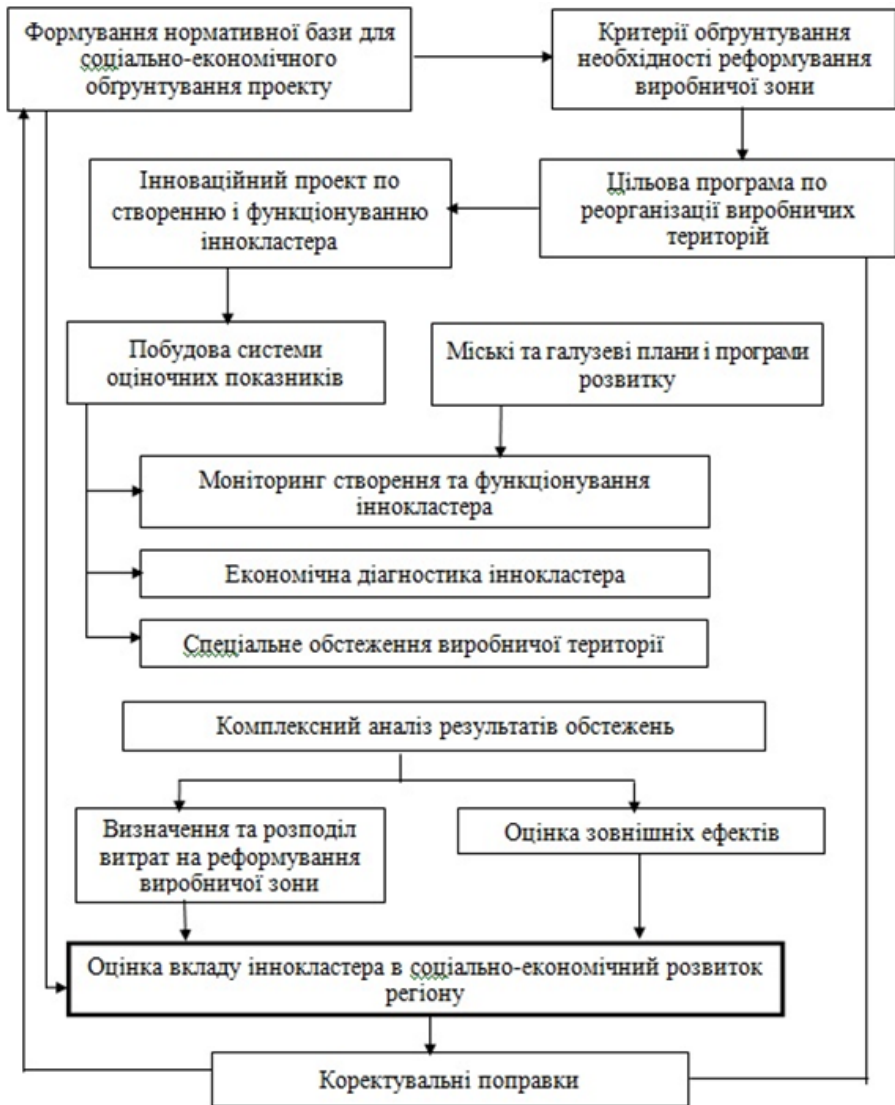 Формування нормативної бази для
соціально-економічного
обґрунтування проекту
Критерії обґрунтування
необхідності реформування
виробничої зони
Інноваційний проект по
створенню і функціонуванню
іннокластера
Цільова програма по
реорганізації виробничих
територій
Побудова системи
оціночних показників
Міські та галузеві плани і програми
розвитку
Моніторинг створення та функціонування
іннокластера
Економічна діагностика іннокластера
Спеціальне обстеження виробничої території
Комплексний аналіз результатів обстежень
Визначення та розподіл
витрат на реформування
виробничої зони
Оцінка зовнішніх ефектів
Оцінка вкладу іннокластера в соціально-економічний розвиток
регіону
Коректувальні поправки